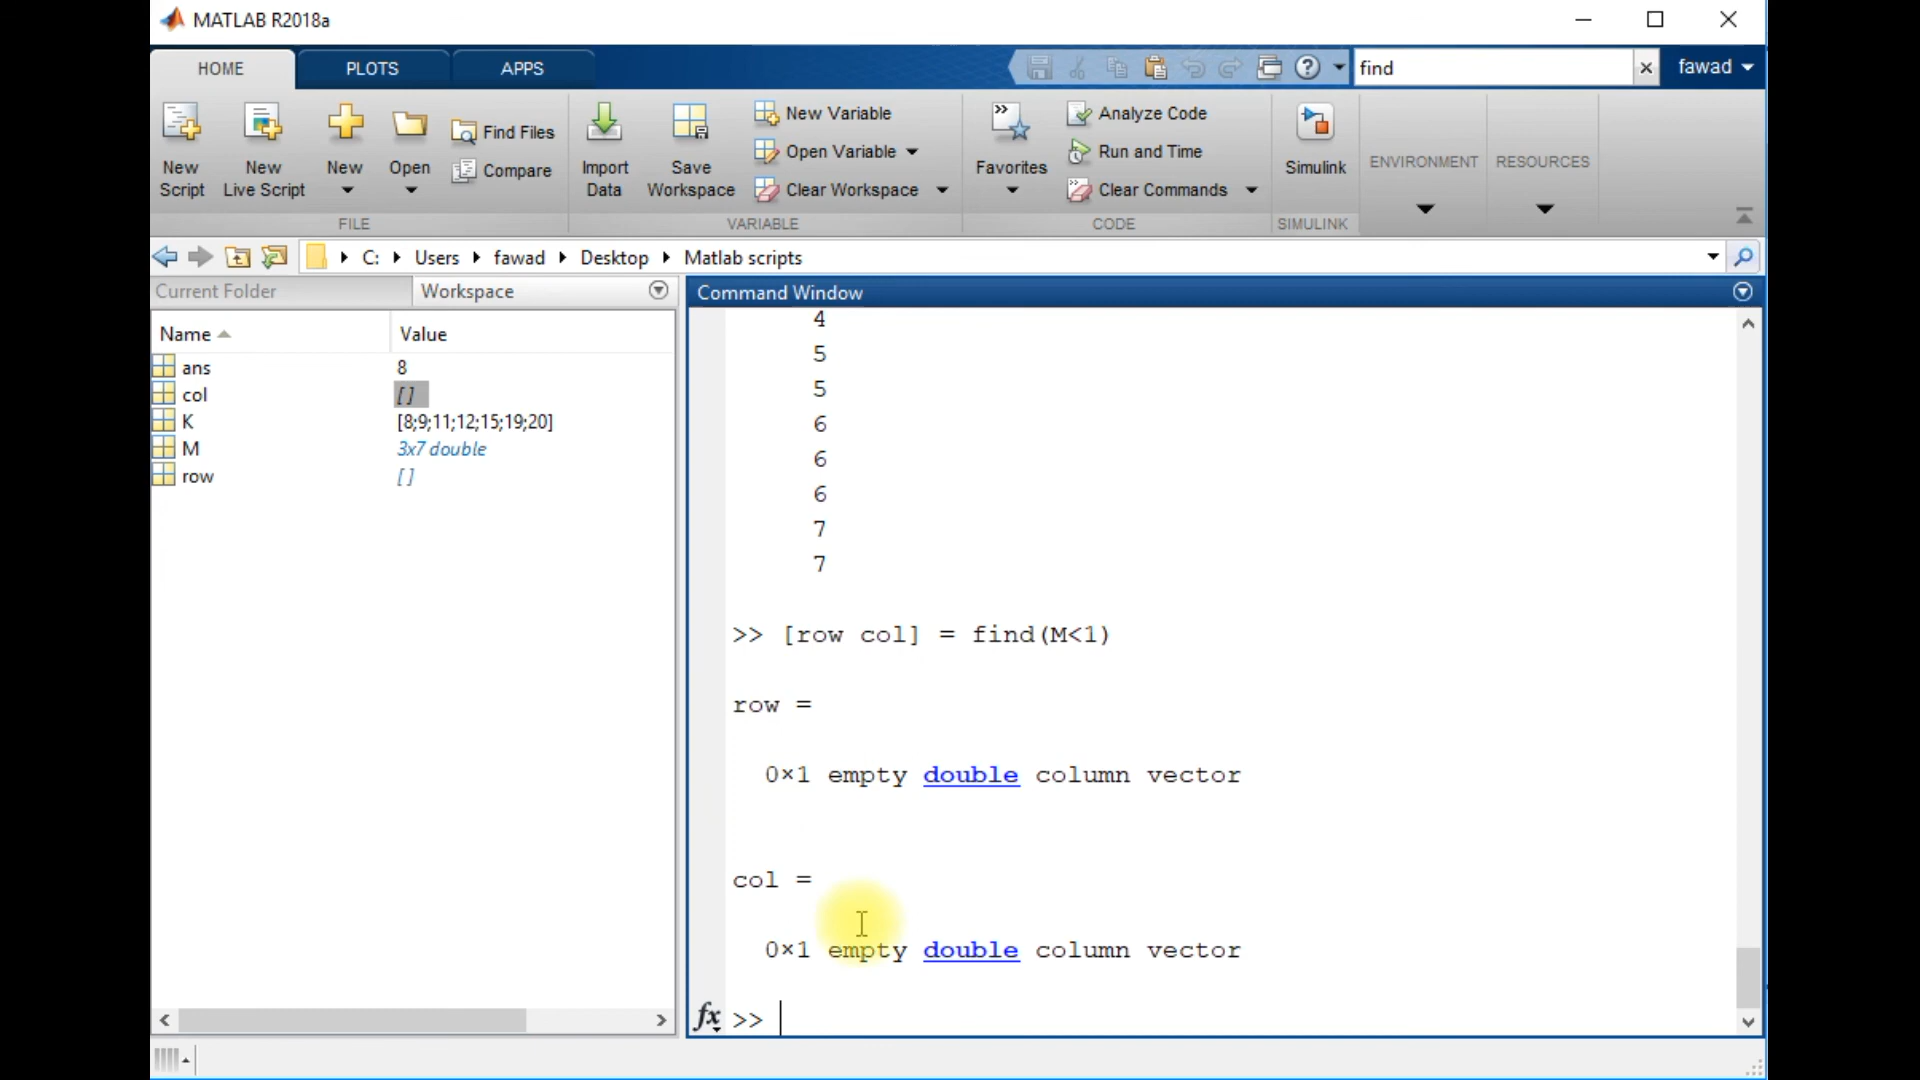 MATLAB R2018a
HOME PLOTS APPS find fawad
New Script
New Live Script
New
Open
Find Files
Compare
FILE
Import Data
Save Workspace
New Variable
Open Variable
Clear Workspace
VARIABLE
Favorites
Analyze Code
Run and Time
Clear Commands
CODE
Simulink
SIMULINK
ENVIRONMENT
RESOURCES
C: Users fawad Desktop Matlab scripts
Current Folder Workspace
Name Value
ans 8
col [ ]
K [8;9;11;12;15;19;20]
M 3x7 double
row [ ]
Command Window
4
5
5
6
6
6
7
7
>> [row col] = find(M<1)
row =
0×1 empty double column vector
col =
0×1 empty double column vector
fx >>